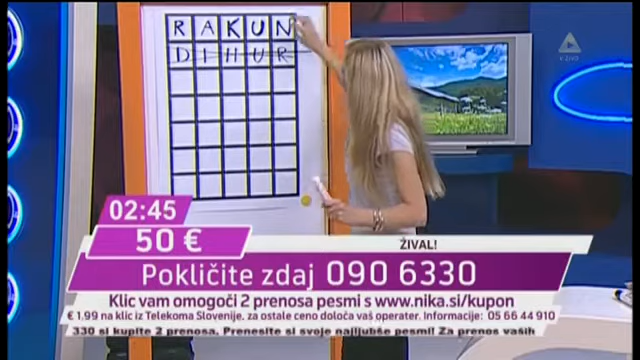 RAKUN
DIHUR
V ŽIVO
02:45
50 €
ŽIVAL!
Pokličite zdaj 090 6330
Klic vam omogoči 2 prenosa pesmi s www.nika.si/kupon
€ 1,99 na klic iz Telekoma Slovenije, za ostale ceno določa vaš operater. Informacije: 05 66 44 910
330 si kupite 2 prenosa. Prenesite si svoje najljubše pesmi! Za prenos vaših